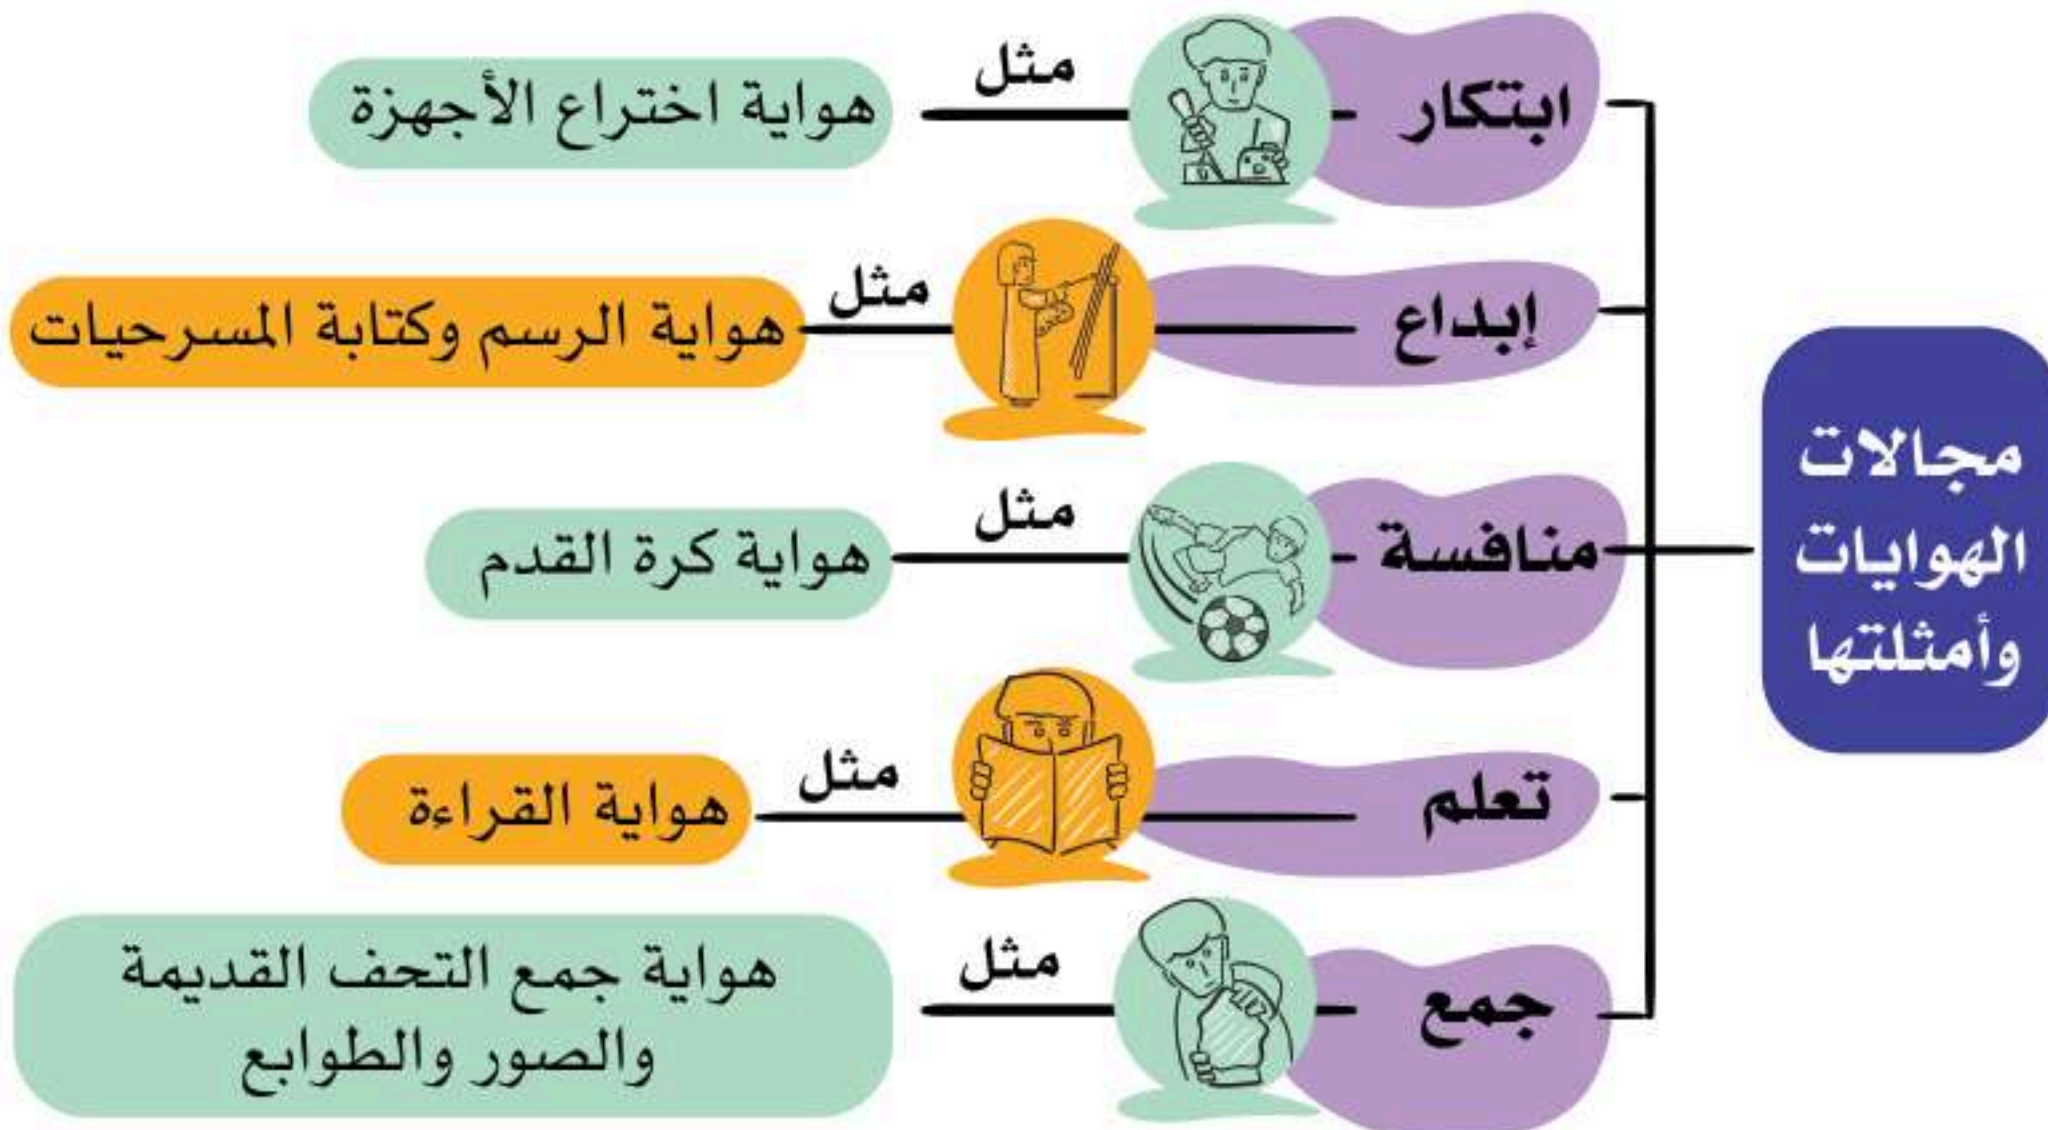 مجالات
الهوايات
وأمثلتها
ابتكار
مثل
هواية اختراع الأجهزة
إبداع
مثل
هواية الرسم وكتابة المسرحيات
منافسة
مثل
هواية كرة القدم
تعلم
مثل
هواية القراءة
جمع
مثل
هواية جمع التحف القديمة
والصور والطوابع